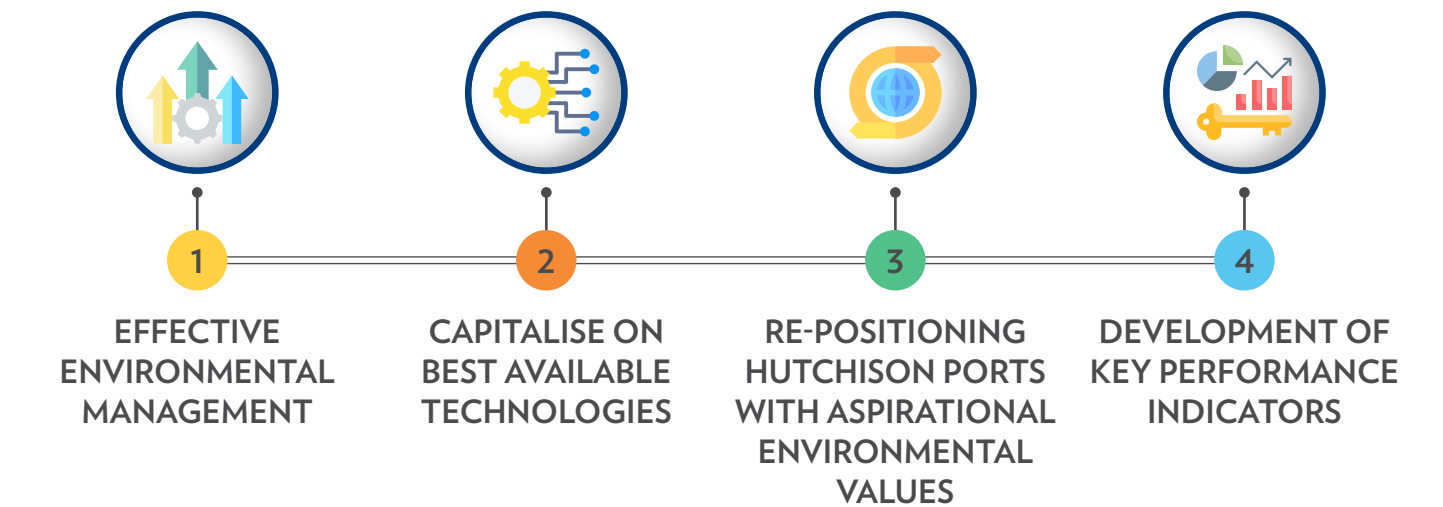 1
EFFECTIVE
ENVIRONMENTAL
MANAGEMENT
2
CAPITALISE ON
BEST AVAILABLE
TECHNOLOGIES
3
RE-POSITIONING
HUTCHISON PORTS
WITH ASPIRATIONAL
ENVIRONMENTAL
VALUES
4
DEVELOPMENT OF
KEY PERFORMANCE
INDICATORS